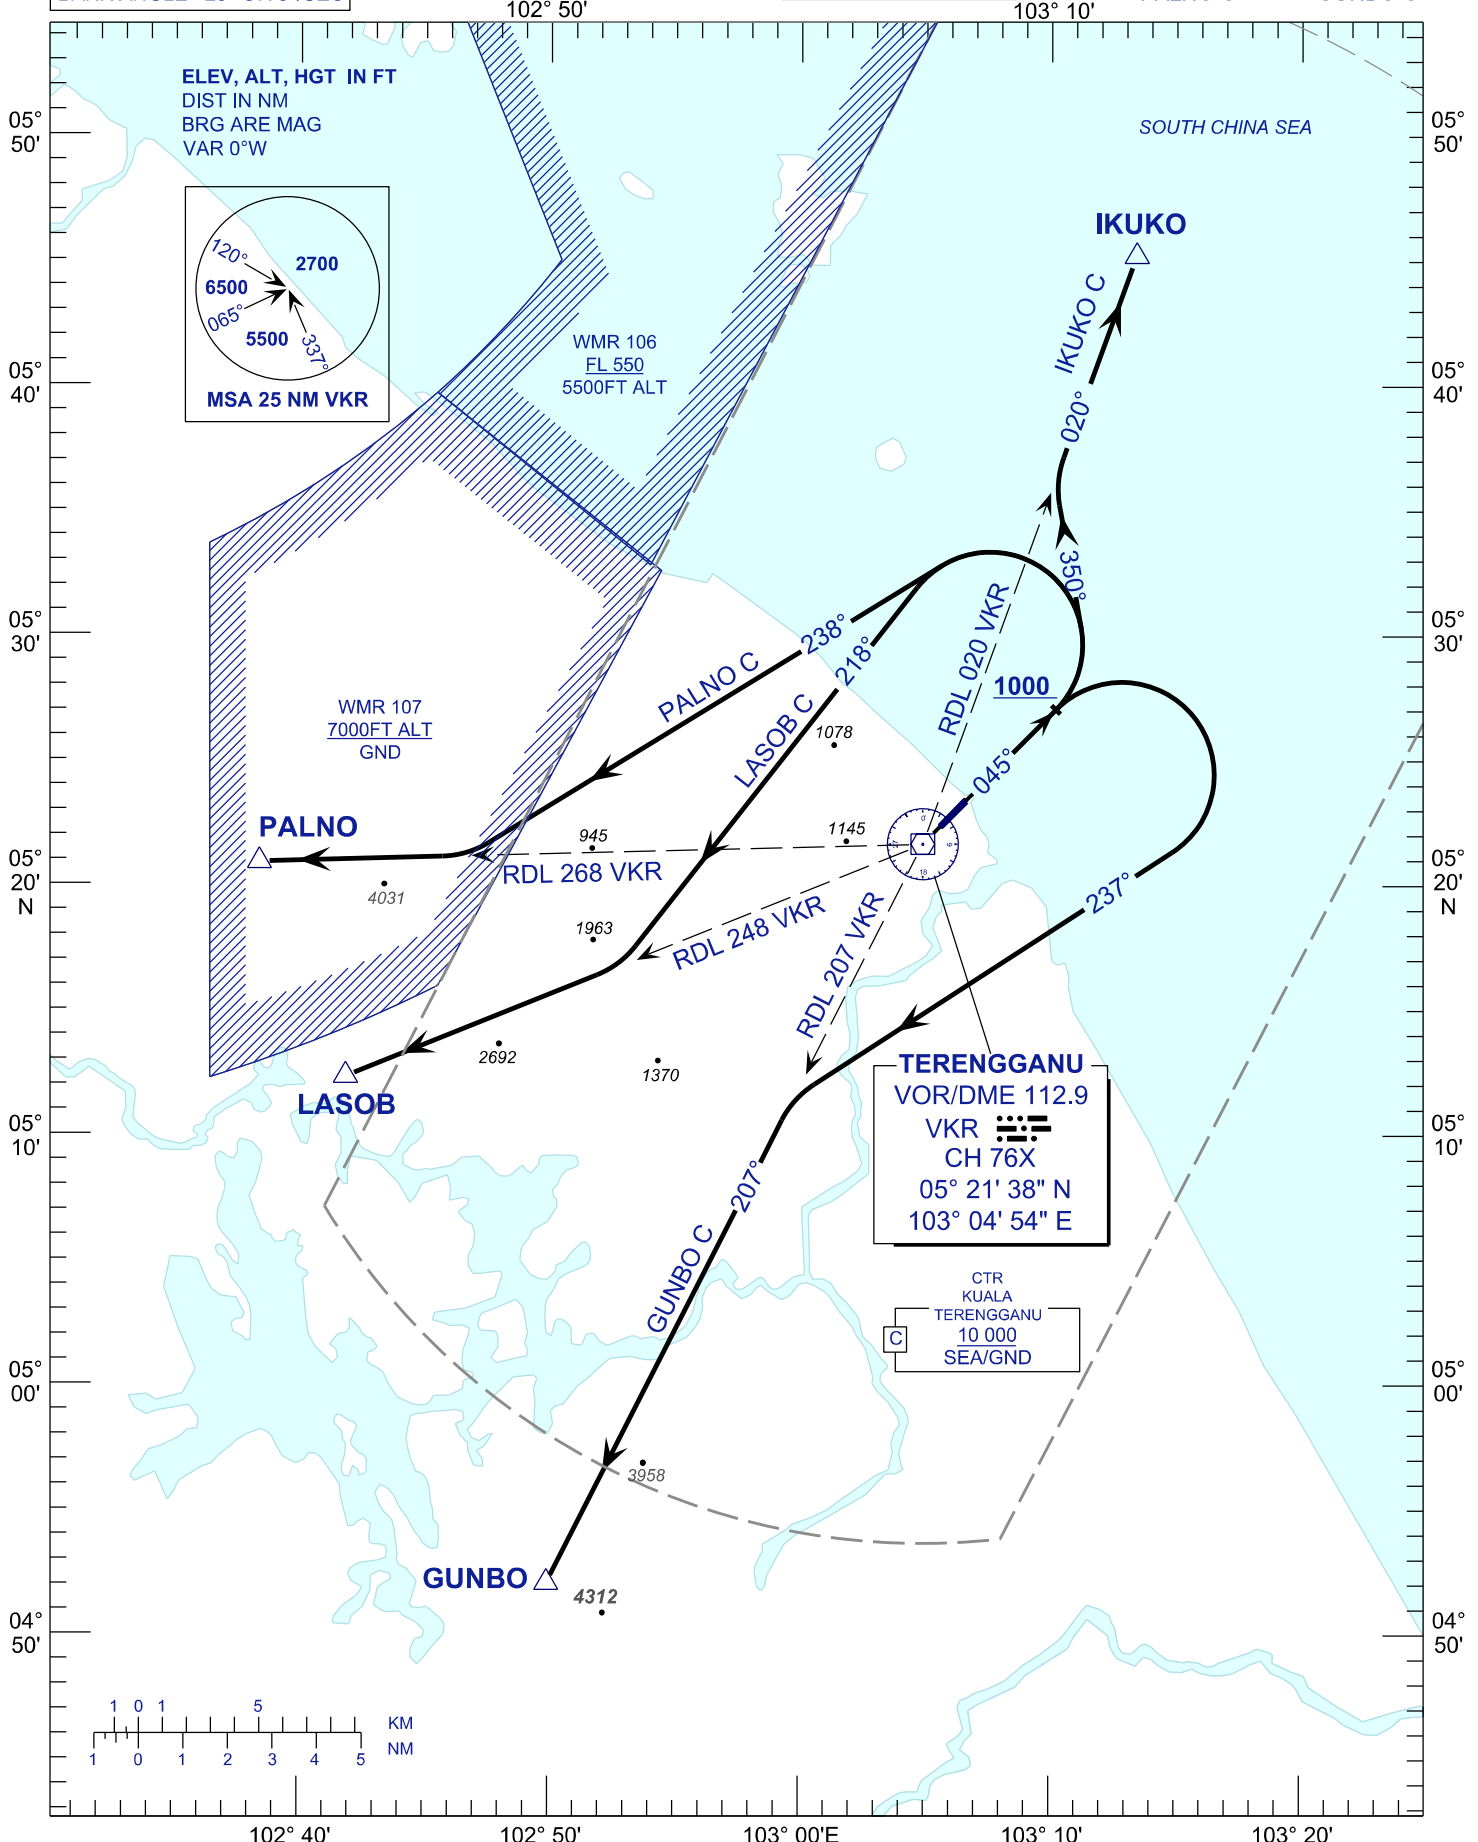 102° 50'
103° 10'
ELEV, ALT, HGT IN FT
DIST IN NM
BRG ARE MAG
VAR 0°W
SOUTH CHINA SEA
05°
50'
05°
50'
IKUKO
120°
2700
6500
065°
5500
337°
MSA 25 NM VKR
WMR 106
FL 550
5500FT ALT
IKUKO C
020°
05°
40'
05°
40'
350°
RDL 020 VKR
05°
30'
05°
30'
238°
218°
PALNO C
LASOB C
1000
WMR 107
7000FT ALT
GND
1078
045°
PALNO
945
1145
RDL 268 VKR
4031
05°
20'
N
05°
20'
N
237°
RDL 248 VKR
RDL 207 VKR
1963
2692
1370
LASOB
TERENGGANU
VOR/DME 112.9
VKR
CH 76X
05° 21' 38" N
103° 04' 54" E
05°
10'
05°
10'
207°
GUNBO C
CTR
KUALA
TERENGGANU
C
10 000
SEA/GND
05°
00'
05°
00'
3958
GUNBO
4312
04°
50'
04°
50'
1 0 1 5
KM
NM
1 0 1 2 3 4 5
102° 40'
102° 50'
103° 00'E
103° 10'
103° 20'